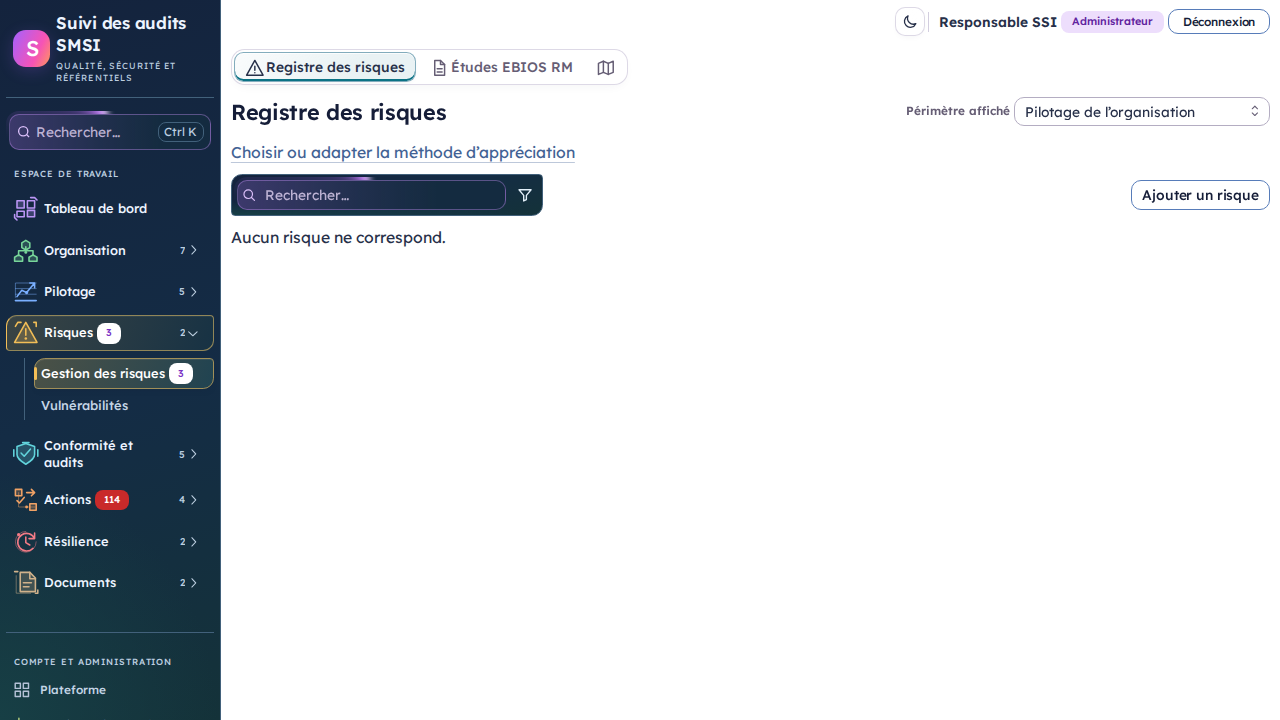 S
Suivi des audits
SMSI
QUALITÉ, SÉCURITÉ ET
RÉFÉRENTIELS
Rechercher… Ctrl K
ESPACE DE TRAVAIL
Tableau de bord
Organisation 7
Pilotage 5
Risques 3 2
Gestion des risques 3
Vulnérabilités
Conformité et
audits 5
Actions 114 4
Résilience 2
Documents 2
COMPTE ET ADMINISTRATION
Plateforme
Responsable SSI Administrateur Déconnexion
Registre des risques Études EBIOS RM
Registre des risques
Périmètre affiché Pilotage de l’organisation
Choisir ou adapter la méthode d’appréciation
Rechercher…
Ajouter un risque
Aucun risque ne correspond.